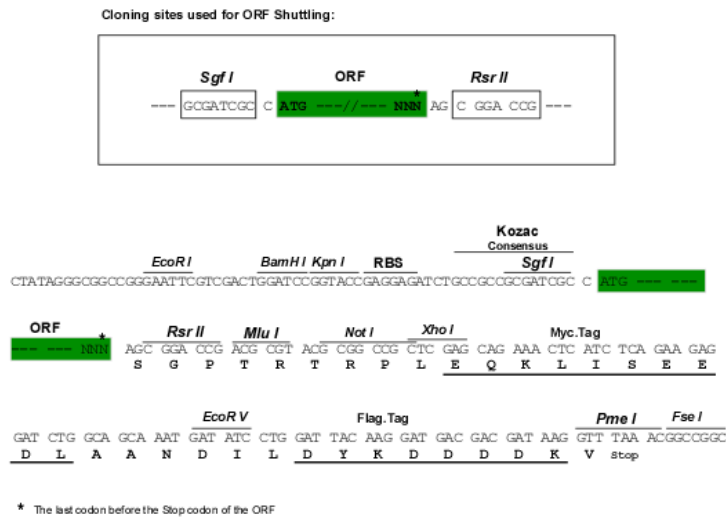 Cloning sites used for ORF Shuttling:
Sgf I ORF Rsr II
*
--- GCGATCGC C ATG ---//--- NNN AG C GGA CCG ---
Kozac
Consensus
EcoR I BamH I Kpn I RBS Sgf I
CTATAGGGCGGCCGGGAATTCGTCGACTGGATCCGGTACCGAGGAGATCTGCCGCCGCGATCGC C ATG --- ---
ORF * Rsr II Mlu I Not I Xho I Myc.Tag
--- --- NNN AGC GGA CCG ACG CGT ACG CGG CCG CTC GAG CAG AAA CTC ATC TCA GAA GAG
S G P T R T R P L E Q K L I S E E
EcoR V Flag.Tag Pme I Fse I
GAT CTG GCA GCA AAT GAT ATC CTG GAT TAC AAG GAT GAC GAC GAT AAG GTT TAA ACGGCCGGC
D L A A N D I L D Y K D D D D K V Stop
* The last codon before the Stop codon of the ORF